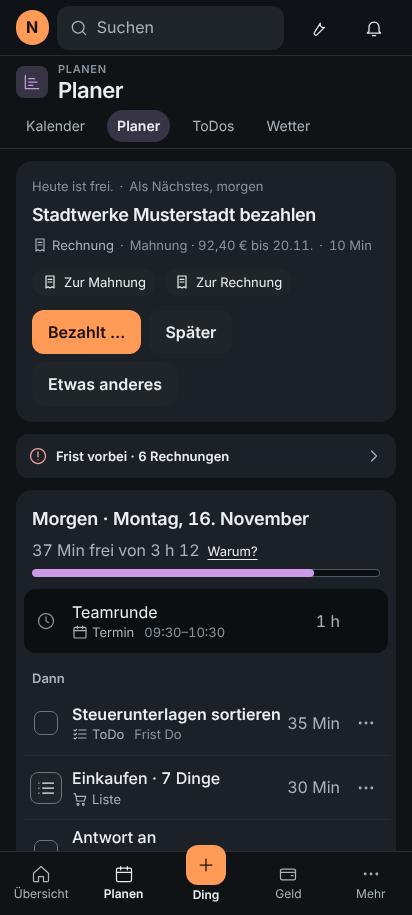 N
Suchen
PLANEN
Planer
Kalender Planer ToDos Wetter
Heute ist frei. · Als Nächstes, morgen
Stadtwerke Musterstadt bezahlen
Rechnung · Mahnung · 92,40 € bis 20.11. · 10 Min
Zur Mahnung Zur Rechnung
Bezahlt ... Später
Etwas anderes
Frist vorbei · 6 Rechnungen
Morgen · Montag, 16. November
37 Min frei von 3 h 12 Warum?
Teamrunde 1 h
Termin 09:30–10:30
Dann
Steuerunterlagen sortieren 35 Min
ToDo Frist Do
Einkaufen · 7 Dinge 30 Min
Liste
Antwort an
Übersicht Planen Ding Geld Mehr